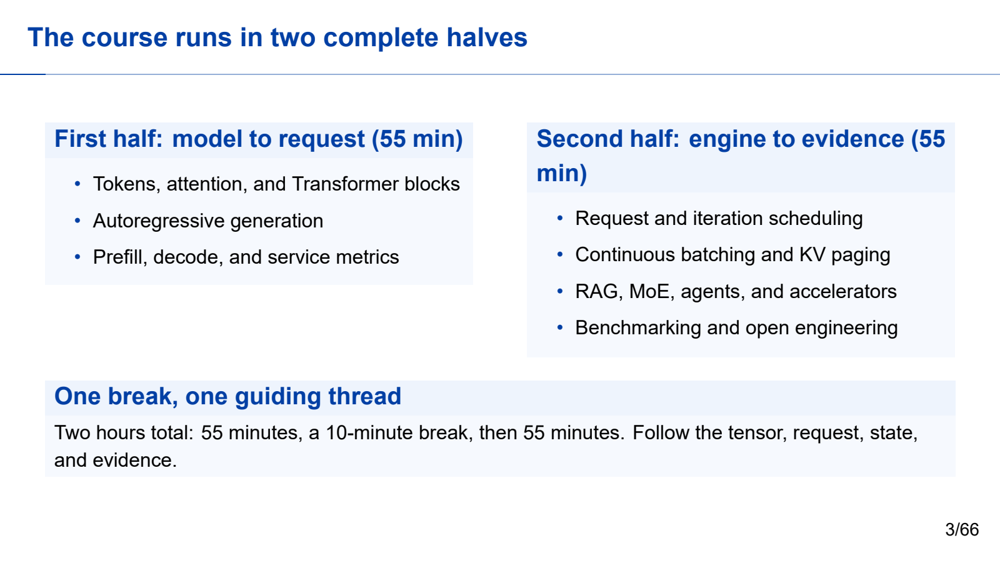 The course runs in two complete halves
First half: model to request (55 min)
• Tokens, attention, and Transformer blocks
• Autoregressive generation
• Prefill, decode, and service metrics
Second half: engine to evidence (55
min)
• Request and iteration scheduling
• Continuous batching and KV paging
• RAG, MoE, agents, and accelerators
• Benchmarking and open engineering
One break, one guiding thread
Two hours total: 55 minutes, a 10-minute break, then 55 minutes. Follow the tensor, request, state,
and evidence.
3/66